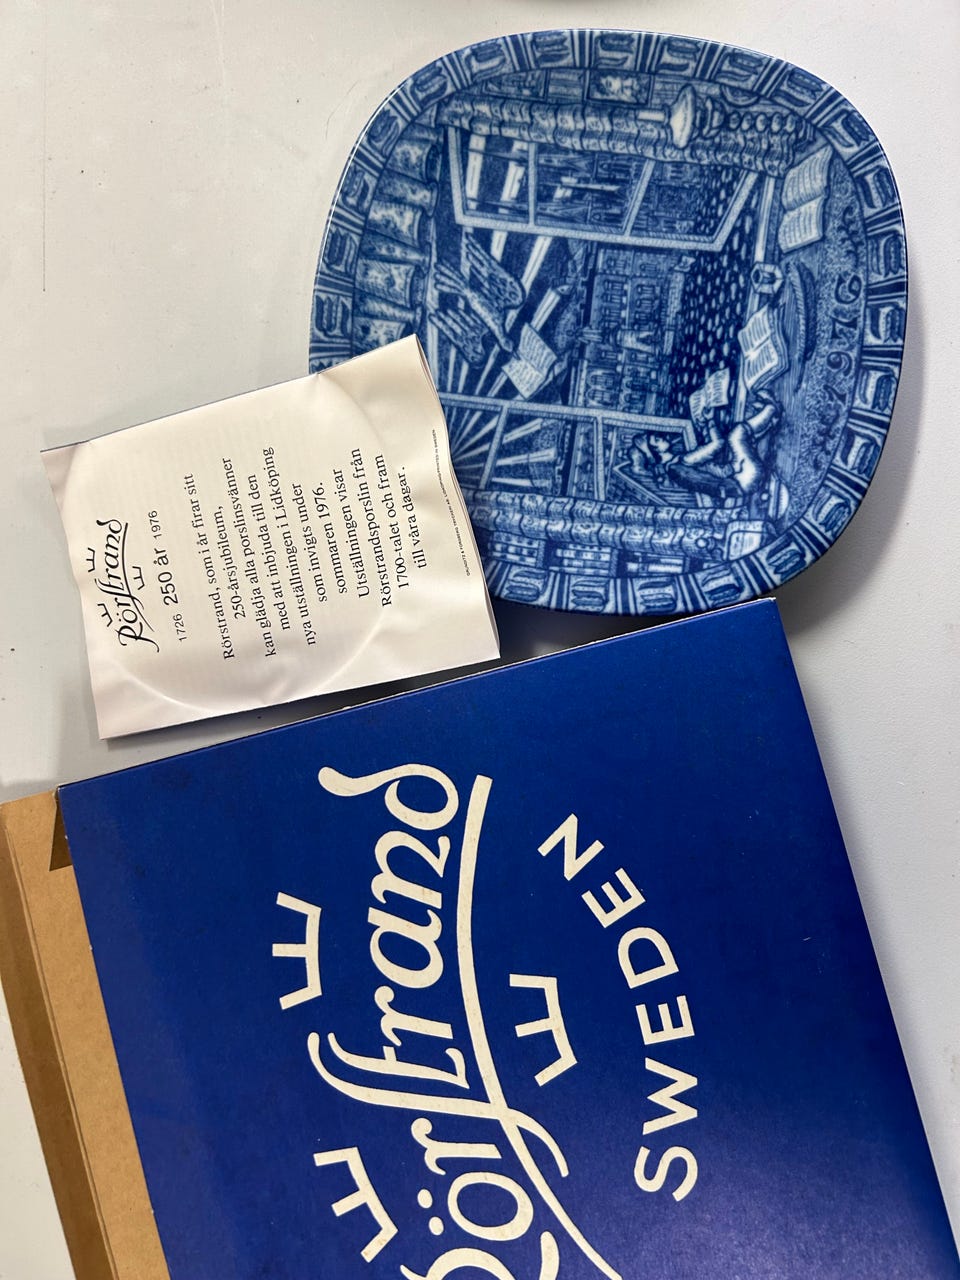 Rörstrand
1726 250 år 1976
Rörstrand, som i år firar sitt
250-årsjubileum,
kan glädja alla porslinsvänner
med att inbjuda till den
nya utställningen i Lidköping
som invigts under
sommaren 1976.
Utställningen visar
Rörstrandsporslin från
1700-talet och fram
till våra dagar.
1976
Rörstrand
SWEDEN